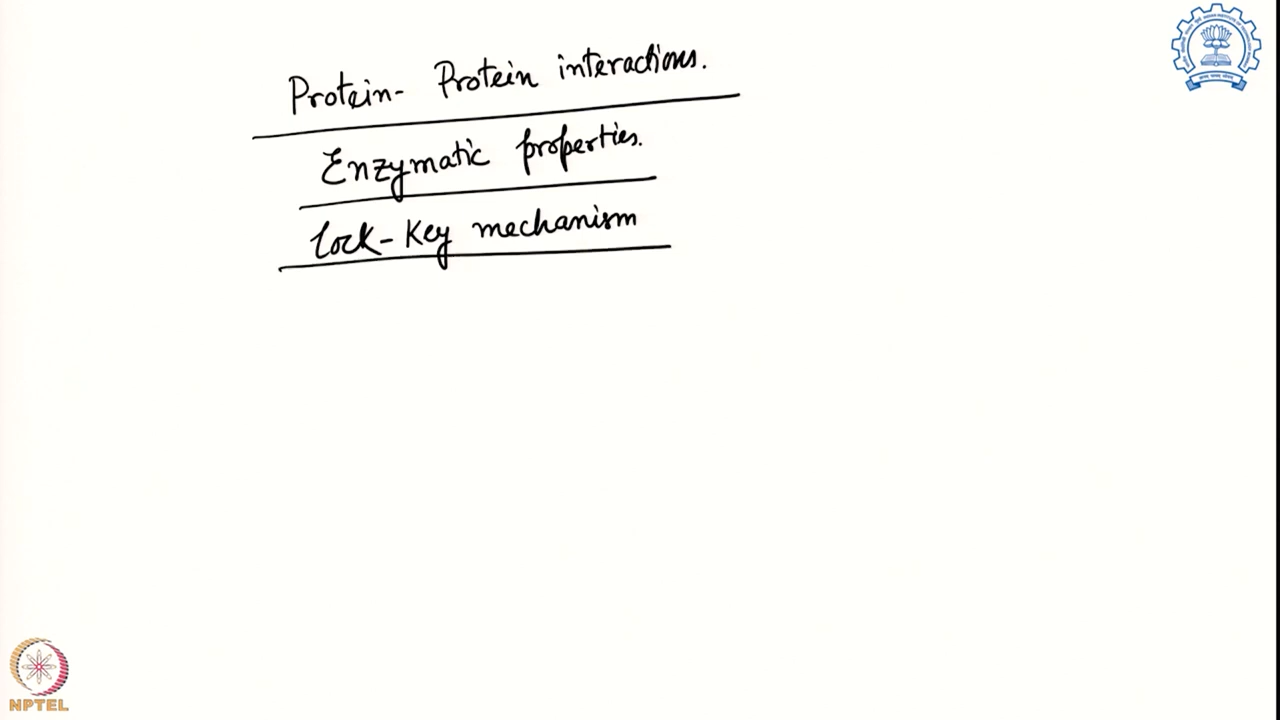 Protein- Protein interactions.
Enzymatic properties.
lock-Key mechanism
NPTEL